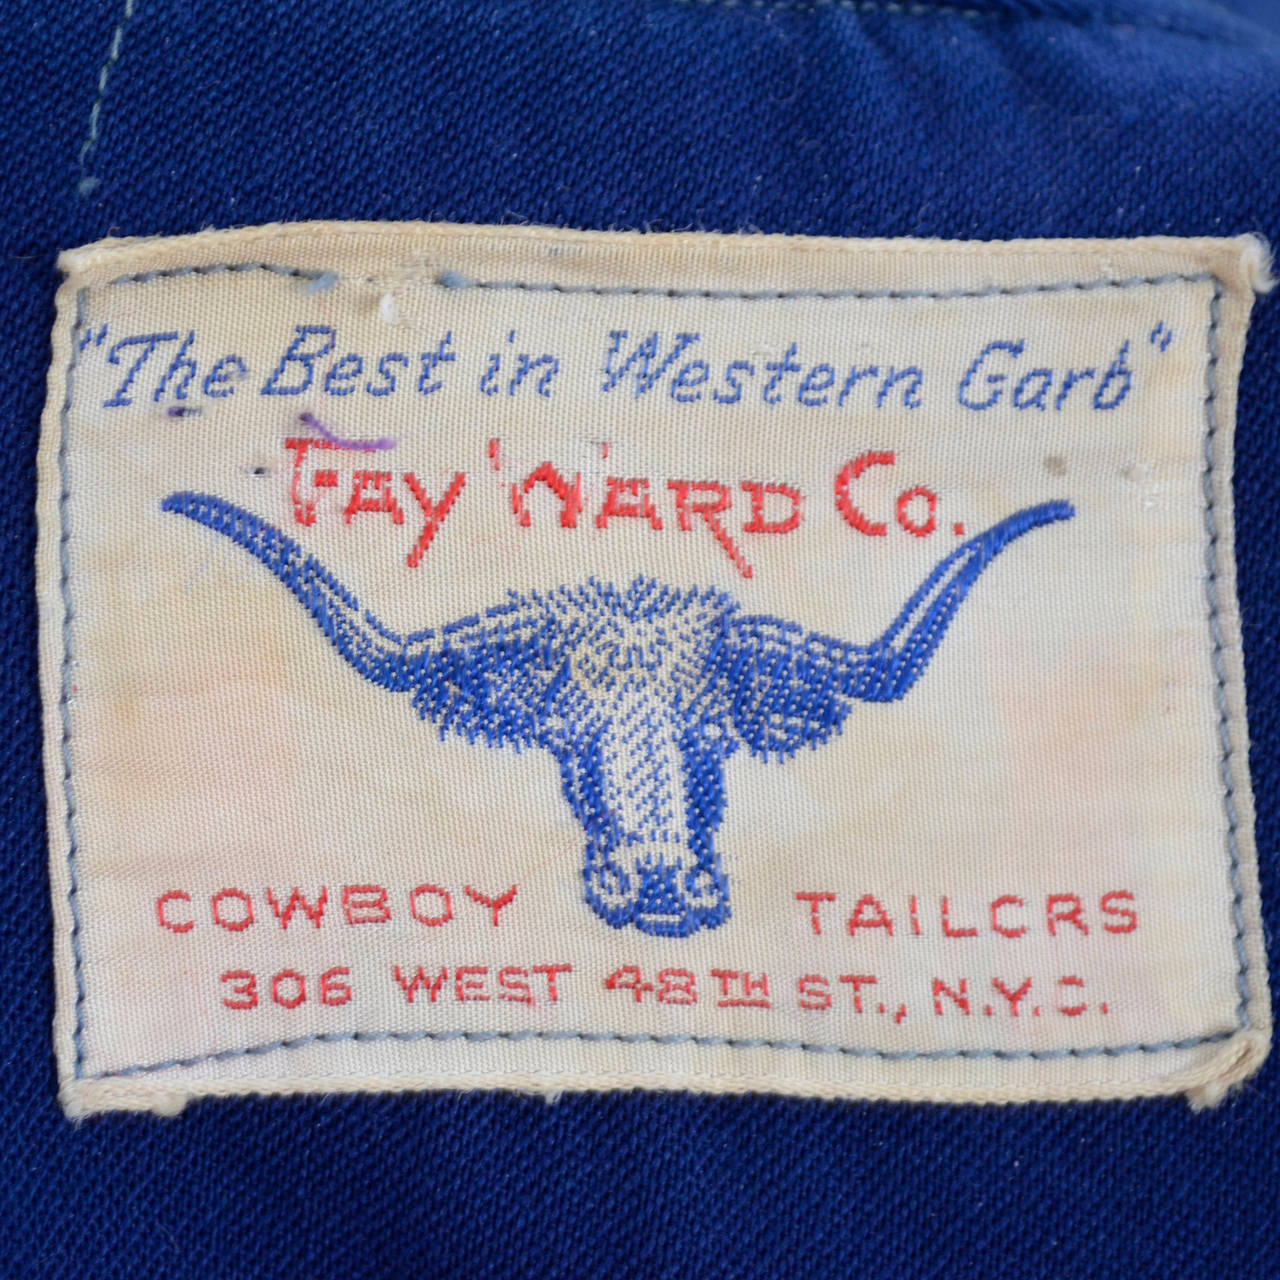 "The Best in Western Garb"
FAY WARD Co.
COWBOY TAILORS
306 WEST 48TH ST., N.Y.C.